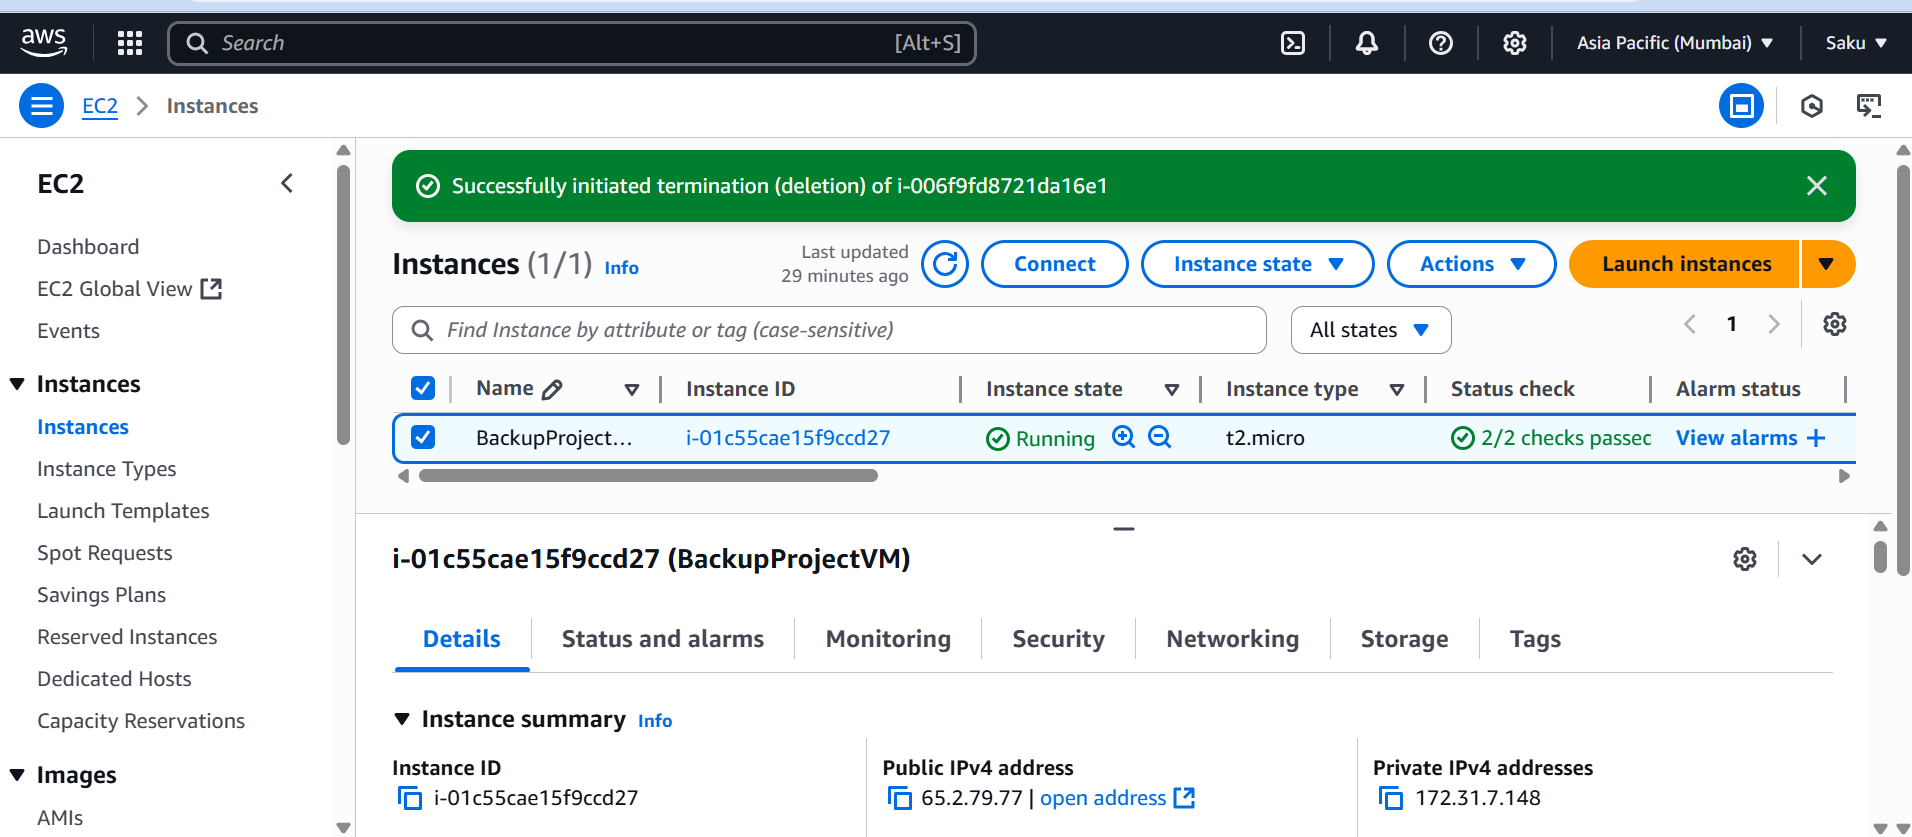 aws
Search [Alt+S]
Asia Pacific (Mumbai)
Saku
EC2 Instances
EC2
Dashboard
EC2 Global View
Events
Instances
Instances
Instance Types
Launch Templates
Spot Requests
Savings Plans
Reserved Instances
Dedicated Hosts
Capacity Reservations
Images
AMIs
Successfully initiated termination (deletion) of i-006f9fd8721da16e1
Instances (1/1) Info
Last updated
29 minutes ago
Connect
Instance state
Actions
Launch instances
Find Instance by attribute or tag (case-sensitive)
All states
1
Name Instance ID Instance state Instance type Status check Alarm status
BackupProject... i-01c55cae15f9ccd27 Running t2.micro 2/2 checks passed View alarms +
i-01c55cae15f9ccd27 (BackupProjectVM)
Details Status and alarms Monitoring Security Networking Storage Tags
Instance summary Info
Instance ID
i-01c55cae15f9ccd27
Public IPv4 address
65.2.79.77 | open address
Private IPv4 addresses
172.31.7.148